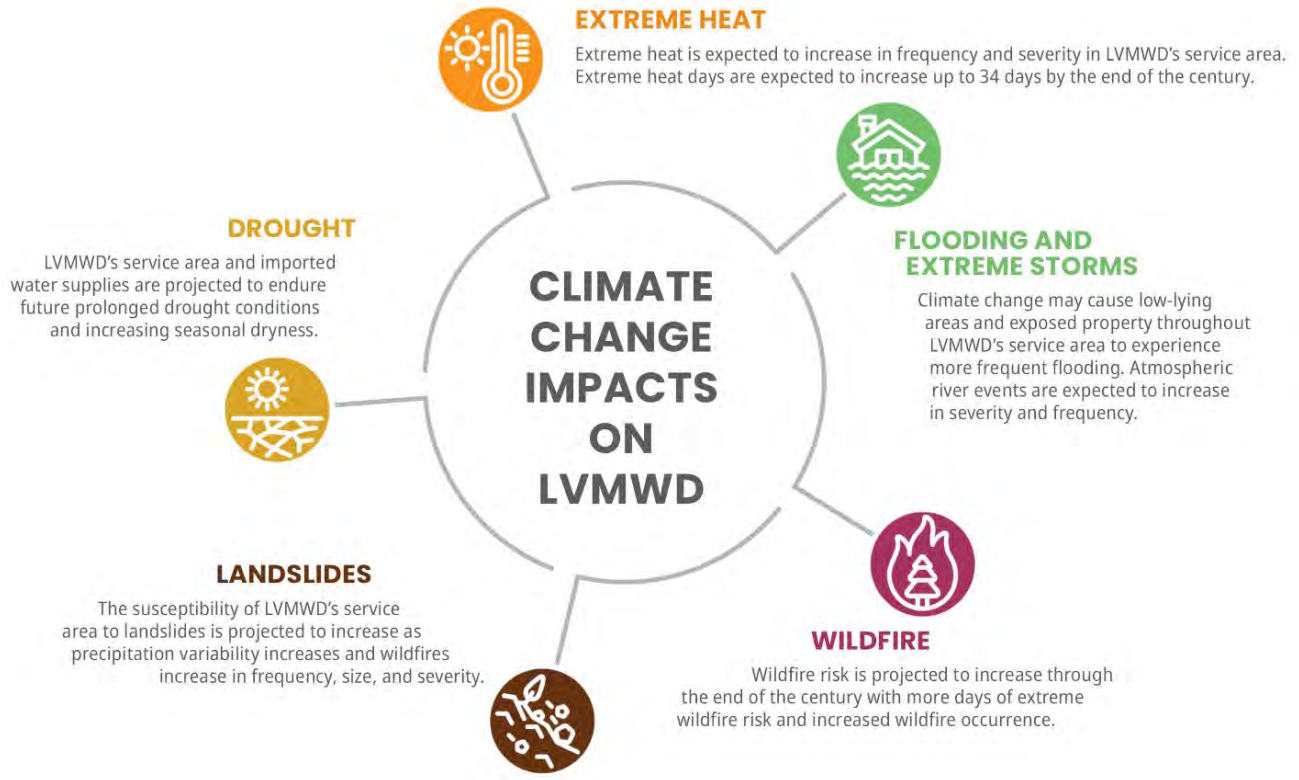 EXTREME HEAT
Extreme heat is expected to increase in frequency and severity in LVMWD's service area.
Extreme heat days are expected to increase up to 34 days by the end of the century.
FLOODING AND
EXTREME STORMS
Climate change may cause low-lying
areas and exposed property throughout
LVMWD's service area to experience
more frequent flooding. Atmospheric
river events are expected to increase
in severity and frequency.
DROUGHT
LVMWD's service area and imported
water supplies are projected to endure
future prolonged drought conditions
and increasing seasonal dryness.
CLIMATE
CHANGE
IMPACTS
ON
LVMWD
LANDSLIDES
The susceptibility of LVMWD's service
area to landslides is projected to increase as
precipitation variability increases and wildfires
increase in frequency, size, and severity.
WILDFIRE
Wildfire risk is projected to increase through
the end of the century with more days of extreme
wildfire risk and increased wildfire occurrence.